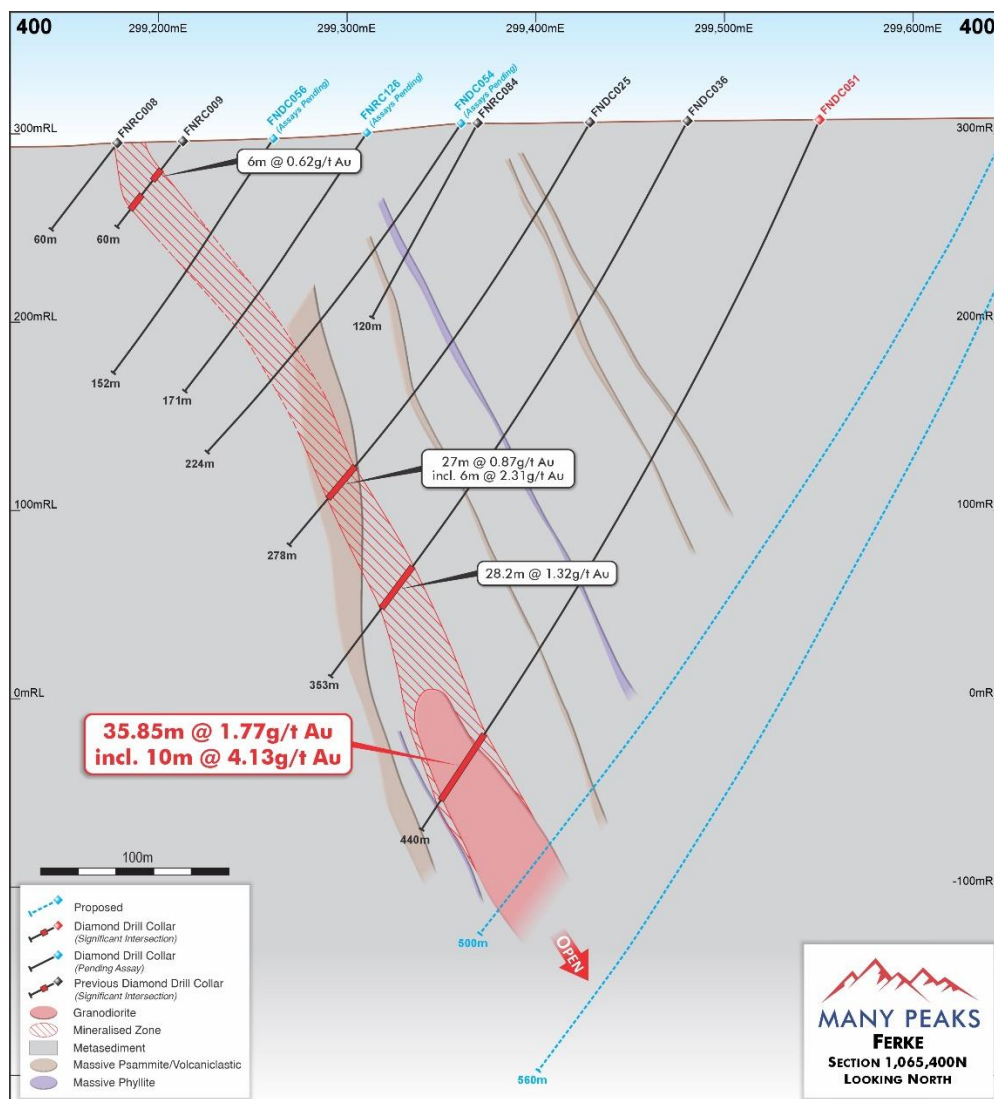 400
299,200mE
299,300mE
299,400mE
299,500mE
299,600mE
400
FNRC008
FNRC009
FNDC056
(Assays Pending)
FNRC126
(Assays Pending)
FNDC054
(Assays Pending)
FNRC084
FNDC025
FNDC036
FNDC051
300mRL
300mRL
6m @ 0.62g/t Au
60m
60m
200mRL
200mRL
120m
152m
171m
224m
27m @ 0.87g/t Au
incl. 6m @ 2.31g/t Au
100mRL
100mRL
278m
28.2m @ 1.32g/t Au
353m
0mRL
0mRL
35.85m @ 1.77g/t Au
incl. 10m @ 4.13g/t Au
440m
100m
-100mR
500m
OPEN
560m
Proposed
Diamond Drill Collar
(Significant Intersection)
Diamond Drill Collar
(Pending Assay)
Previous Diamond Drill Collar
(Significant Intersection)
Granodiorite
Mineralised Zone
Metasediment
Massive Psammite/Volcaniclastic
Massive Phyllite
MANY PEAKS
FERKE
SECTION 1,065,400N
LOOKING NORTH